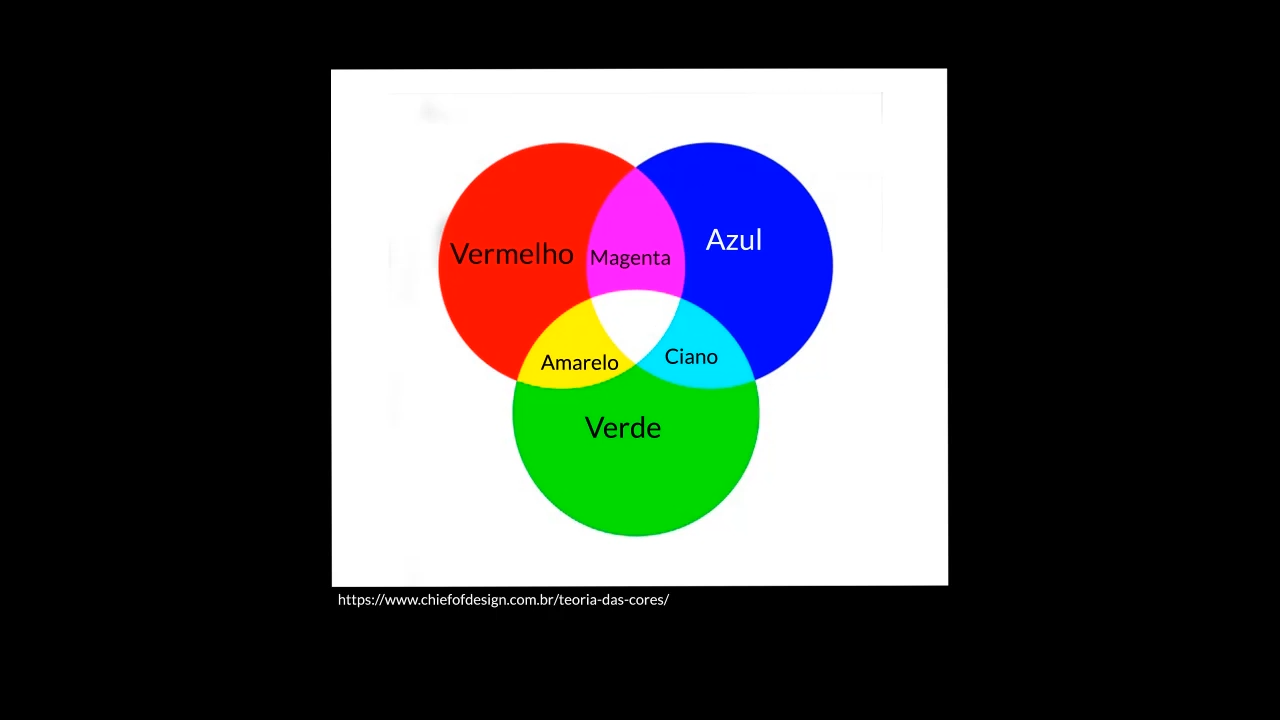 Vermelho
Magenta
Azul
Amarelo
Ciano
Verde
https://www.chiefofdesign.com.br/teoria-das-cores/